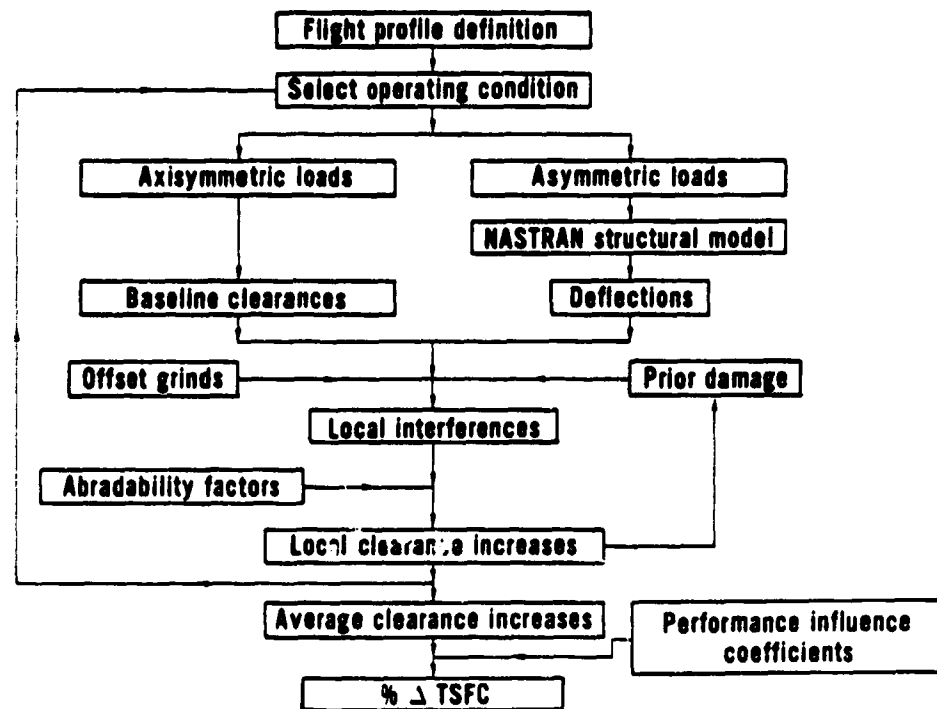 Flight profile definition
Select operating condition
Axisymmetric loads
Asymmetric loads
NASTRAN structural model
Baseline clearances
Deflections
Offset grinds
Prior damage
Local interferences
Abradability factors
Local clearance increases
Average clearance increases
Performance influence
coefficients
% Δ TSFC